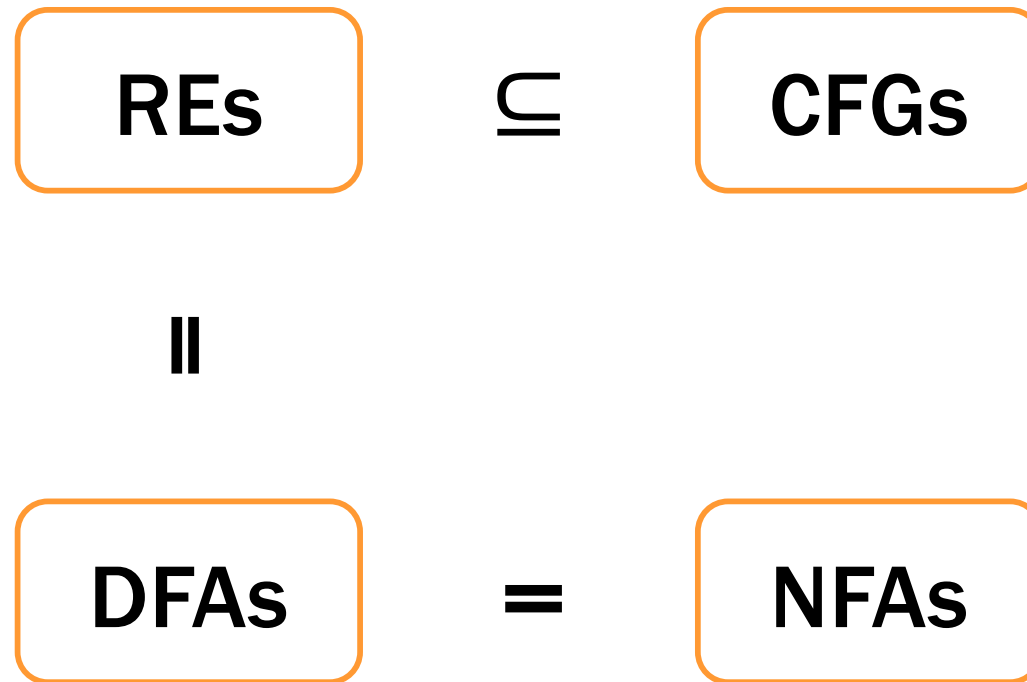 REs ⊆ CFGs
=
DFAs = NFAs